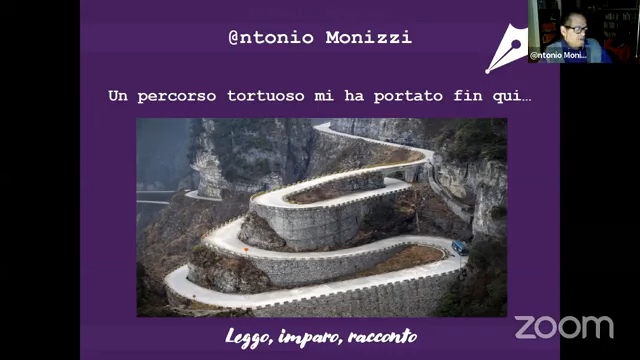 @ntonio Monizzi
@ntonio Moni...
Un percorso tortuoso mi ha portato fin qui…
Leggo, imparo, racconto
zoom